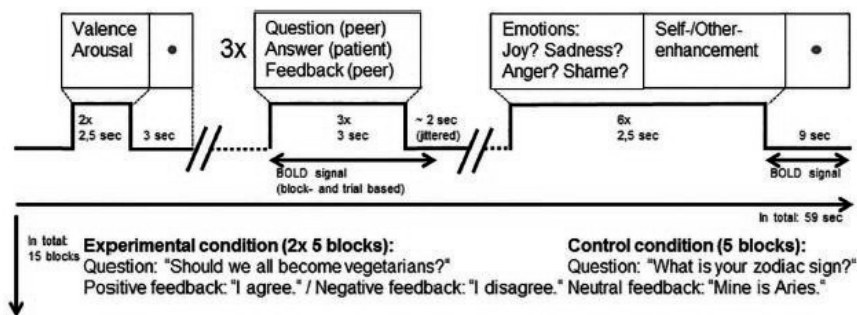 Valence
Arousal
3x
Question (peer)
Answer (patient)
Feedback (peer)
Emotions:
Joy? Sadness?
Anger? Shame?
Self-/Other-
enhancement
2x
2,5 sec
3 sec
3x
3 sec
~ 2 sec
(jittered)
6x
2,5 sec
9 sec
BOLD signal
(block- and trial based)
BOLD signal
In total: 59 sec
In total:
15 blocks
Experimental condition (2x 5 blocks):
Question: "Should we all become vegetarians?"
Positive feedback: "I agree." / Negative feedback: "I disagree."
Control condition (5 blocks):
Question: "What is your zodiac sign?"
Neutral feedback: "Mine is Aries."